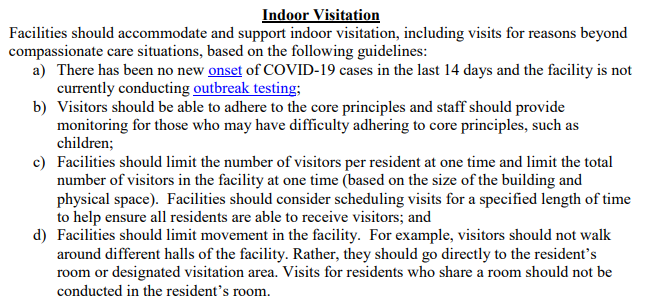 Indoor Visitation
Facilities should accommodate and support indoor visitation, including visits for reasons beyond
compassionate care situations, based on the following guidelines:
a) There has been no new onset of COVID-19 cases in the last 14 days and the facility is not
currently conducting outbreak testing;
b) Visitors should be able to adhere to the core principles and staff should provide
monitoring for those who may have difficulty adhering to core principles, such as
children;
c) Facilities should limit the number of visitors per resident at one time and limit the total
number of visitors in the facility at one time (based on the size of the building and
physical space). Facilities should consider scheduling visits for a specified length of time
to help ensure all residents are able to receive visitors; and
d) Facilities should limit movement in the facility. For example, visitors should not walk
around different halls of the facility. Rather, they should go directly to the resident's
room or designated visitation area. Visits for residents who share a room should not be
conducted in the resident's room.